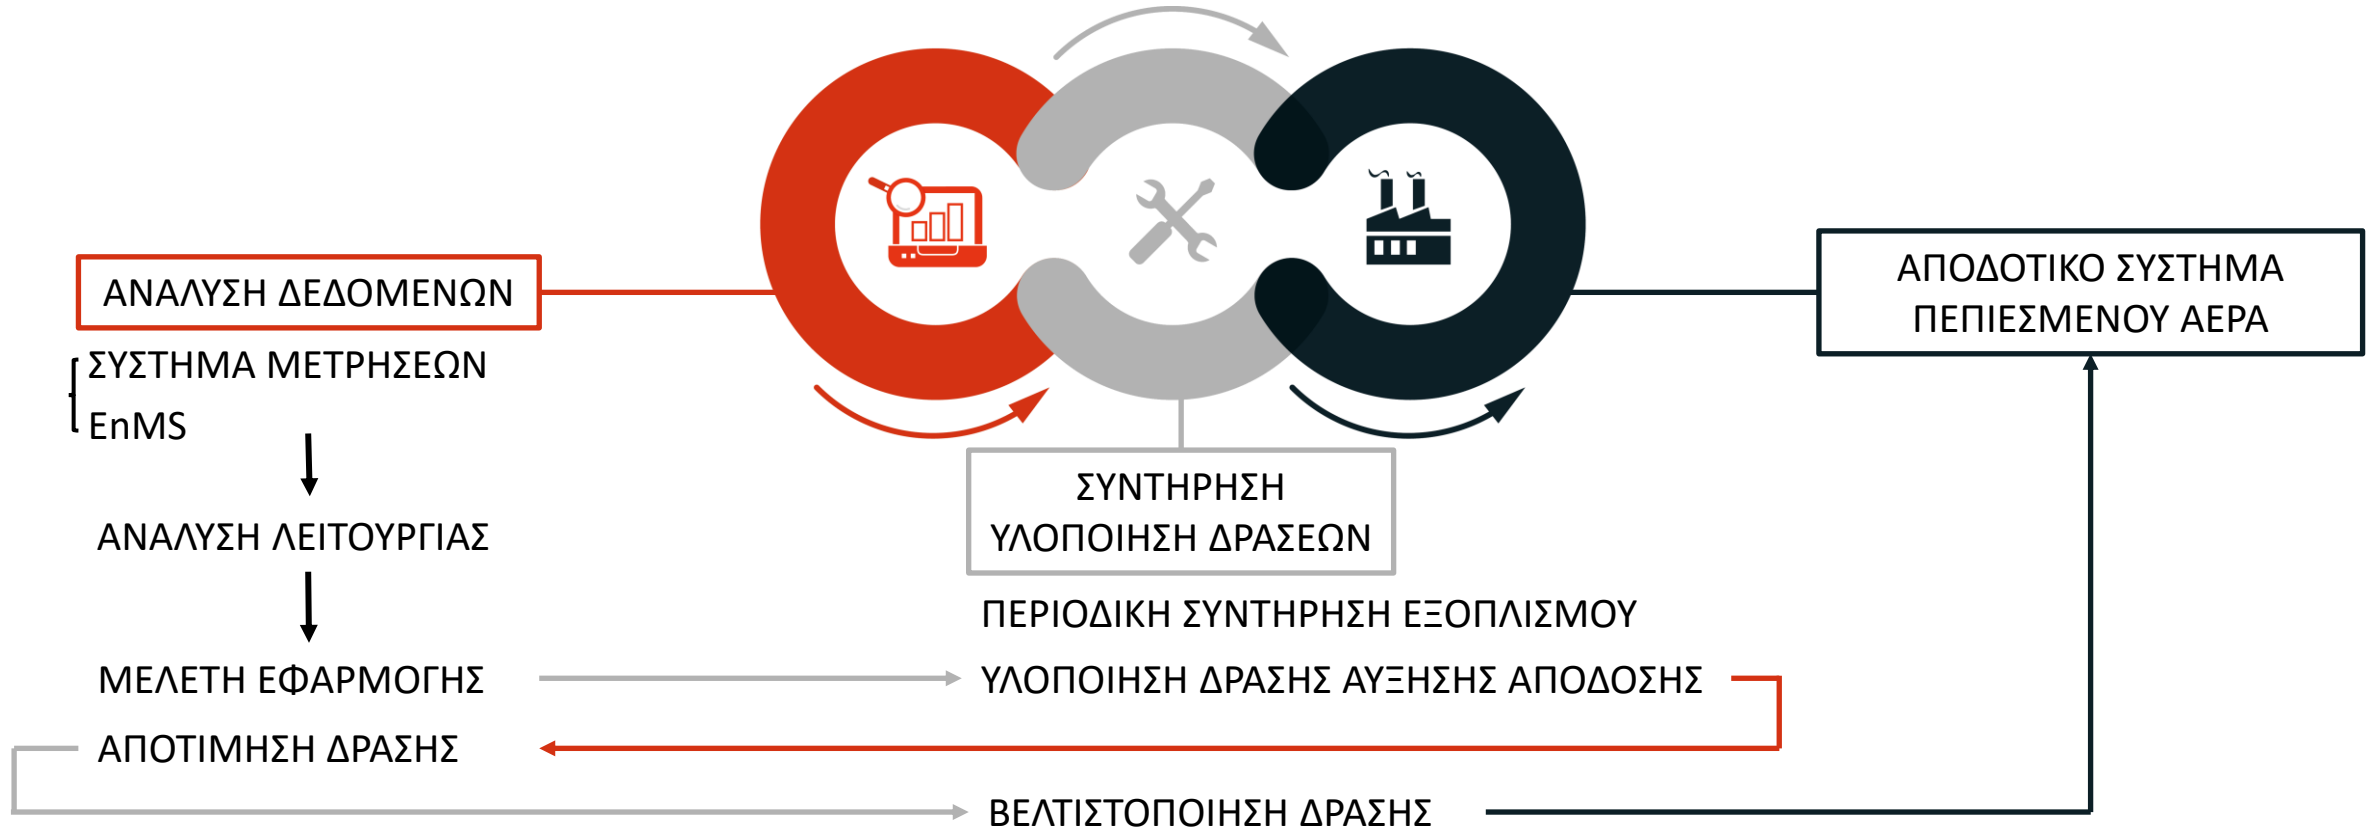 ΑΝΑΛΥΣΗ ΔΕΔΟΜΕΝΩΝ
ΣΥΣΤΗΜΑ ΜΕΤΡΗΣΕΩΝ
EnMS
ΑΝΑΛΥΣΗ ΛΕΙΤΟΥΡΓΙΑΣ
ΜΕΛΕΤΗ ΕΦΑΡΜΟΓΗΣ
ΑΠΟΤΙΜΗΣΗ ΔΡΑΣΗΣ
ΣΥΝΤΗΡΗΣΗ
ΥΛΟΠΟΙΗΣΗ ΔΡΑΣΕΩΝ
ΠΕΡΙΟΔΙΚΗ ΣΥΝΤΗΡΗΣΗ ΕΞΟΠΛΙΣΜΟΥ
ΥΛΟΠΟΙΗΣΗ ΔΡΑΣΗΣ ΑΥΞΗΣΗΣ ΑΠΟΔΟΣΗΣ
ΒΕΛΤΙΣΤΟΠΟΙΗΣΗ ΔΡΑΣΗΣ
ΑΠΟΔΟΤΙΚΟ ΣΥΣΤΗΜΑ
ΠΕΠΙΕΣΜΕΝΟΥ ΑΕΡΑ